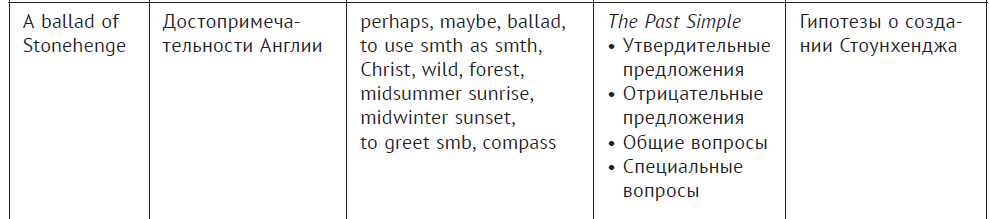 A ballad of
Stonehenge
Достопримеча-
тельности Англии
perhaps, maybe, ballad,
to use smth as smth,
Christ, wild, forest,
midsummer sunrise,
midwinter sunset,
to greet smb, compass
The Past Simple
• Утвердительные
предложения
• Отрицательные
предложения
• Общие вопросы
• Специальные
вопросы
Гипотезы о созда-
нии Стоунхенджа